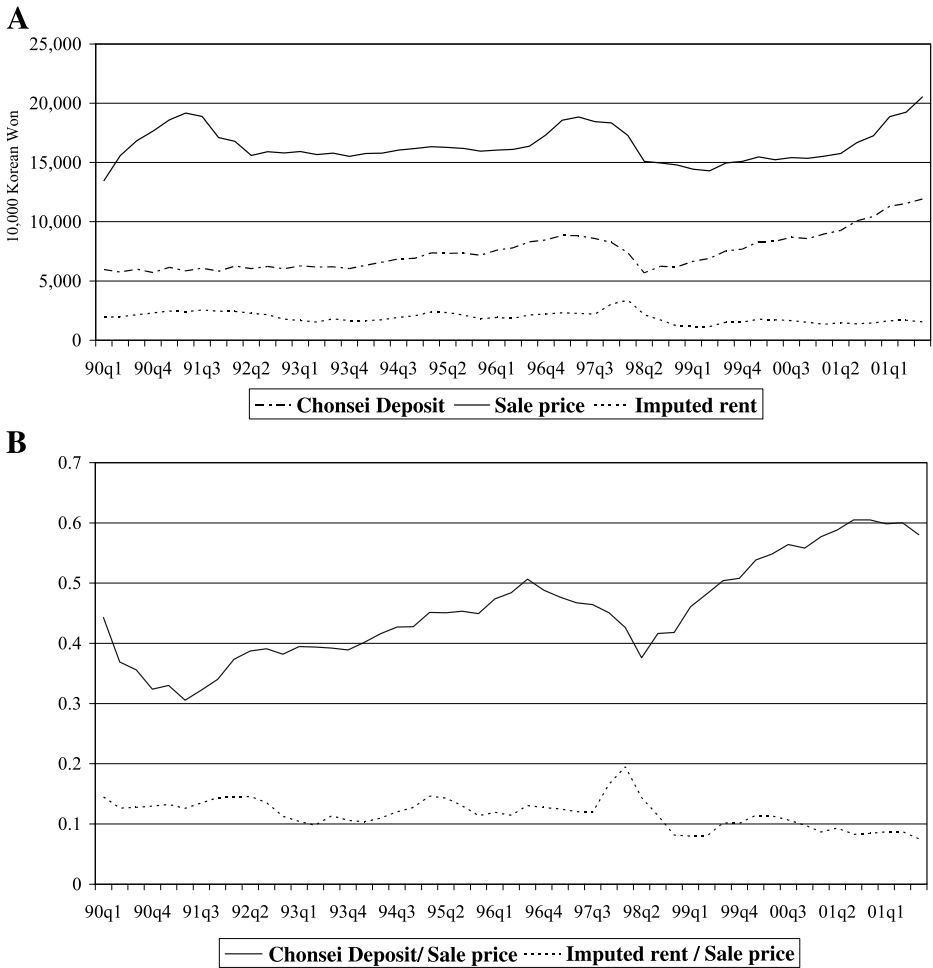 A
25,000
20,000
15,000
10,000
5,000
0
10,000 Korean Won
90q1 90q4 91q3 92q2 93q1 93q4 94q3 95q2 96q1 96q4 97q3 98q2 99q1 99q4 00q3 01q2 01q1
Chonsei Deposit Sale price Imputed rent
B
0.7
0.6
0.5
0.4
0.3
0.2
0.1
0
90q1 90q4 91q3 92q2 93q1 93q4 94q3 95q2 96q1 96q4 97q3 98q2 99q1 99q4 00q3 01q2 01q1
Chonsei Deposit/ Sale price Imputed rent / Sale price